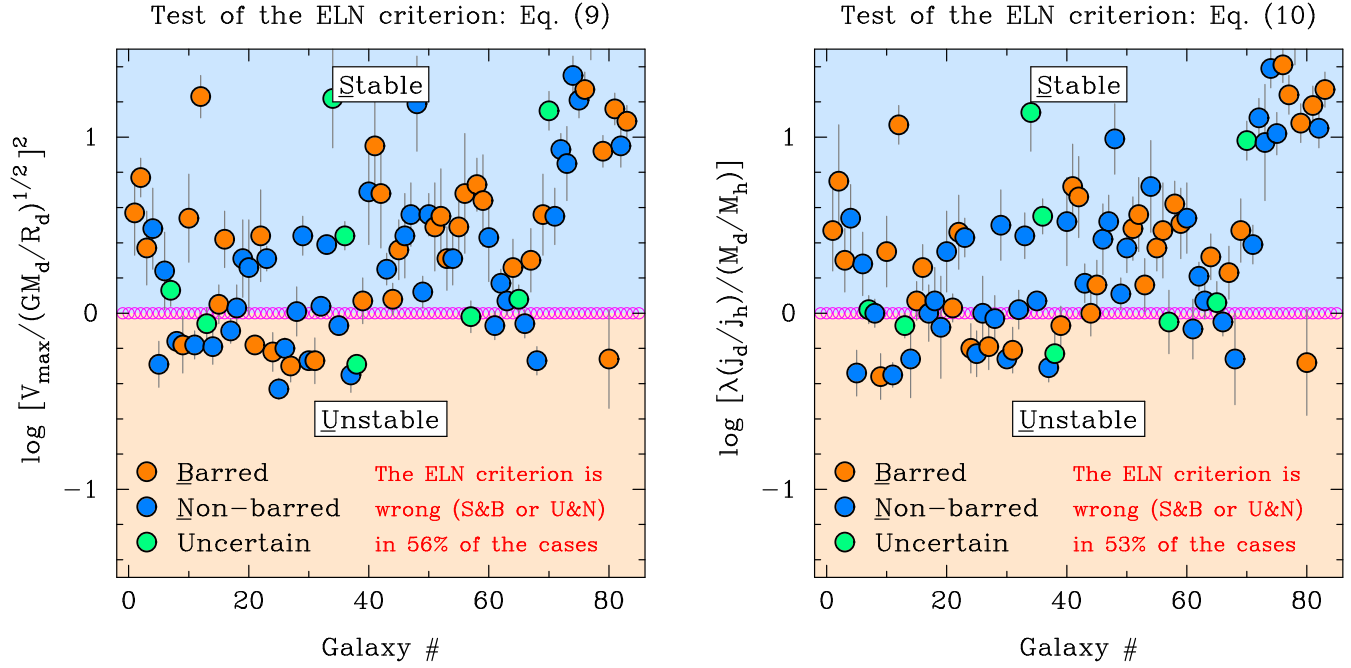 Test of the ELN criterion: Eq. (9)
log [V_max/(GM_d/R_d)^1/2]^2
1
0
−1
Stable
Unstable
Barred
Non−barred
Uncertain
The ELN criterion is
wrong (S&B or U&N)
in 56% of the cases
0 20 40 60 80
Galaxy #
Test of the ELN criterion: Eq. (10)
log [λ(j_d/j_h)/(M_d/M_h)]
1
0
−1
Stable
Unstable
Barred
Non−barred
Uncertain
The ELN criterion is
wrong (S&B or U&N)
in 53% of the cases
0 20 40 60 80
Galaxy #